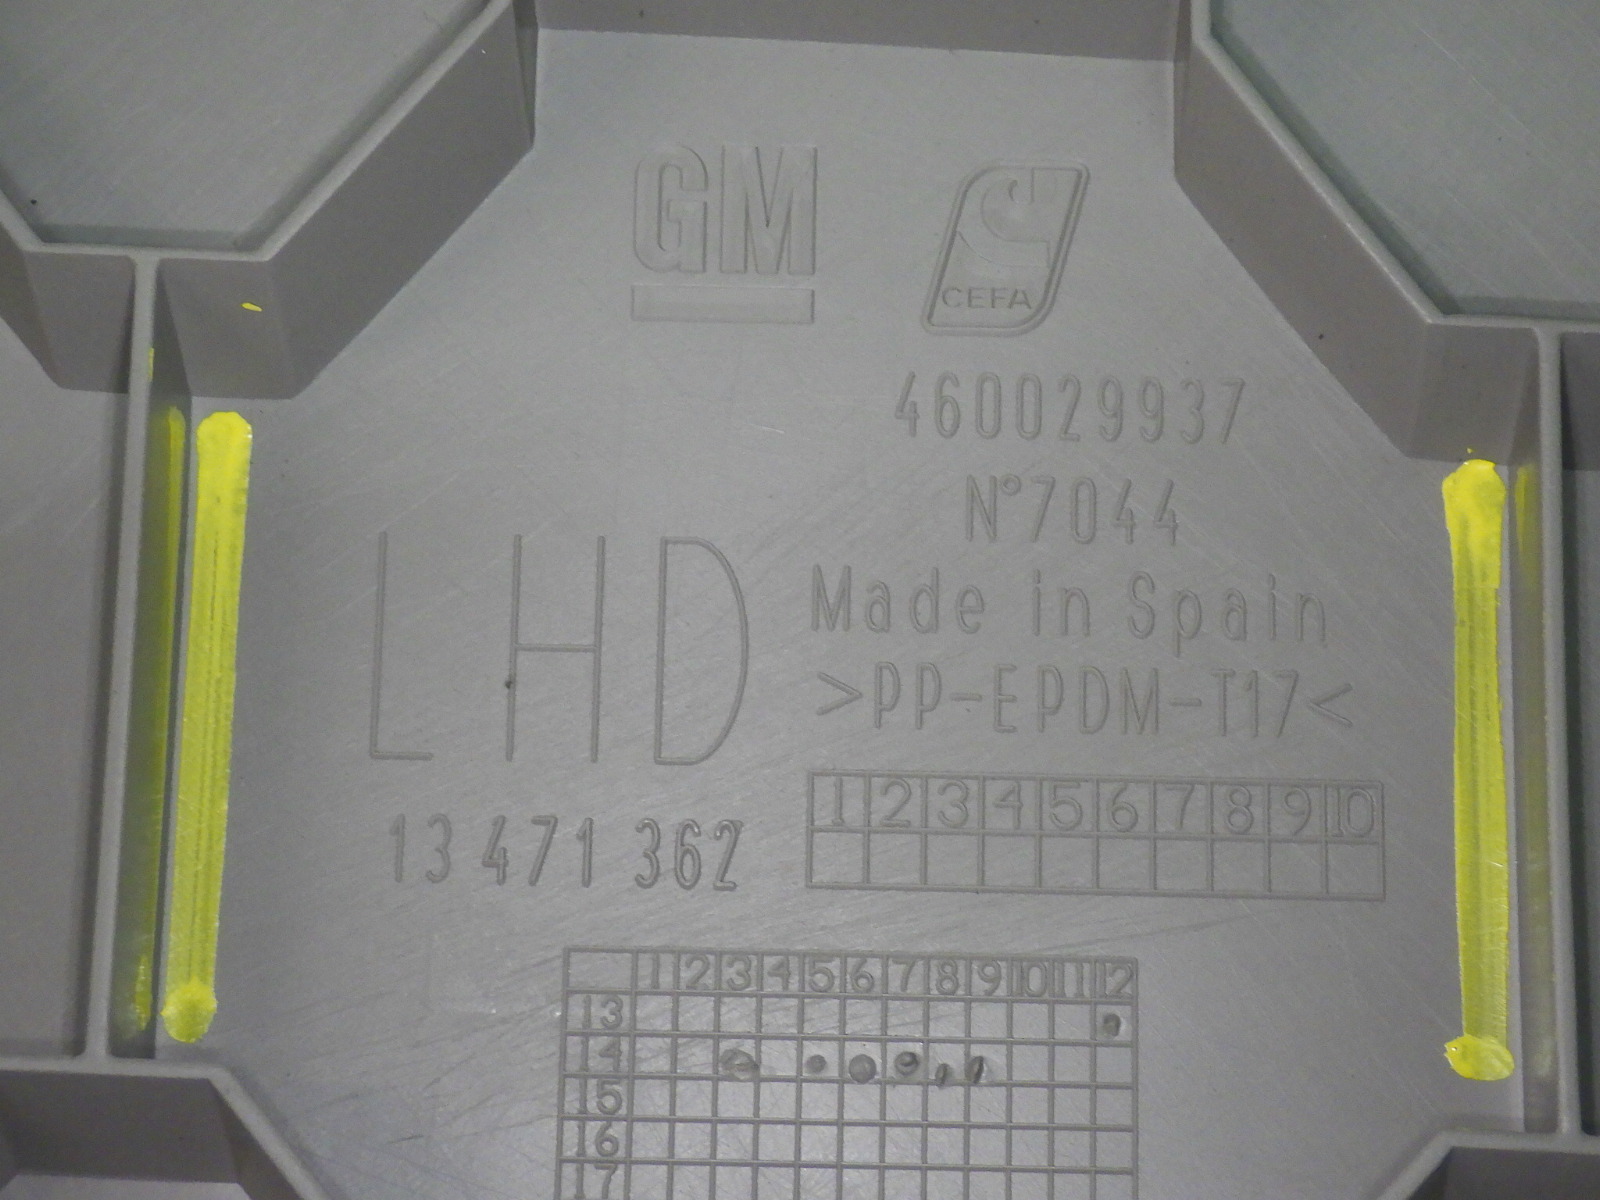 GM
CEFA
460029937
N°7044
Made in Spain
>PP-EPDM-T17<
LHD
13 471 362
1 2 3 4 5 6 7 8 9 10
1 2 3 4 5 6 7 8 9 10 11 12
13
14
15
16
17